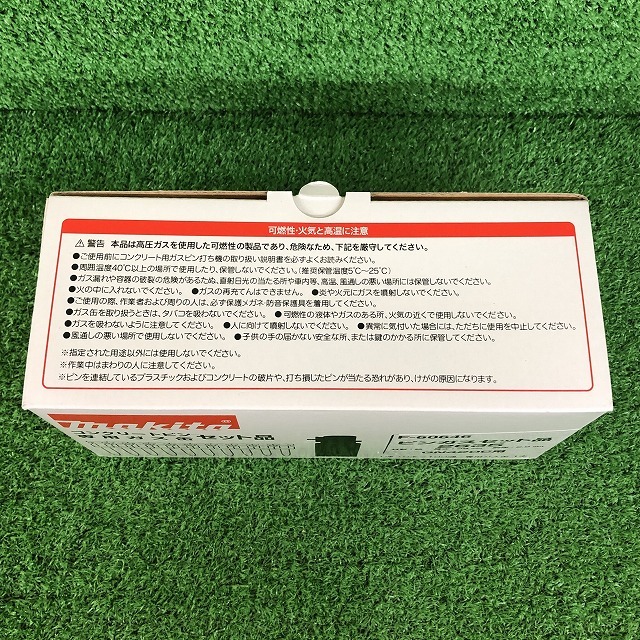 可燃性・火気と高温に注意
⚠警告 本品は高圧ガスを使用した可燃性の製品であり、危険なため、下記を厳守してください。
●ご使用前にコンクリート用ガスピン打ち機の取り扱い説明書を必ずよくお読みください。
●周囲温度40℃以上の場所で使用したり、保管しないでください。（推奨保管温度5℃〜25℃）
●ガス漏れや容器の破裂の危険があるため、直射日光の当たる所や車内等、高温、風通しの悪い場所には保管しないでください。
●火の中に入れないでください。 ●ガスの再充てんはできません。 ●炎や火元にガスを噴射しないでください。
●ご使用の際、作業者および周りの人は、必ず保護メガネ・防音保護具を着用してください。
●ガス缶を取り扱うときは、タバコを吸わないでください。 ●可燃性の液体やガスのある所、火気の近くで使用しないでください。
●ガスを吸わないように注意してください。 ●人に向けて噴射しないでください。 ●異常に気付いた場合には、ただちに使用を中止してください。
●風通しの悪い場所で使用しないでください。 ●子供の手の届かない安全な所、または鍵のかかる所に保管してください。
※指定された用途以外には使用しないでください。
※作業中はまわりの人に注意してください。
※ピンを連結しているプラスチックおよびコンクリートの破片や、打ち損したピンが当たる恐れがあり、けがの原因になります。
makita®
セット品
F-60646
セット品